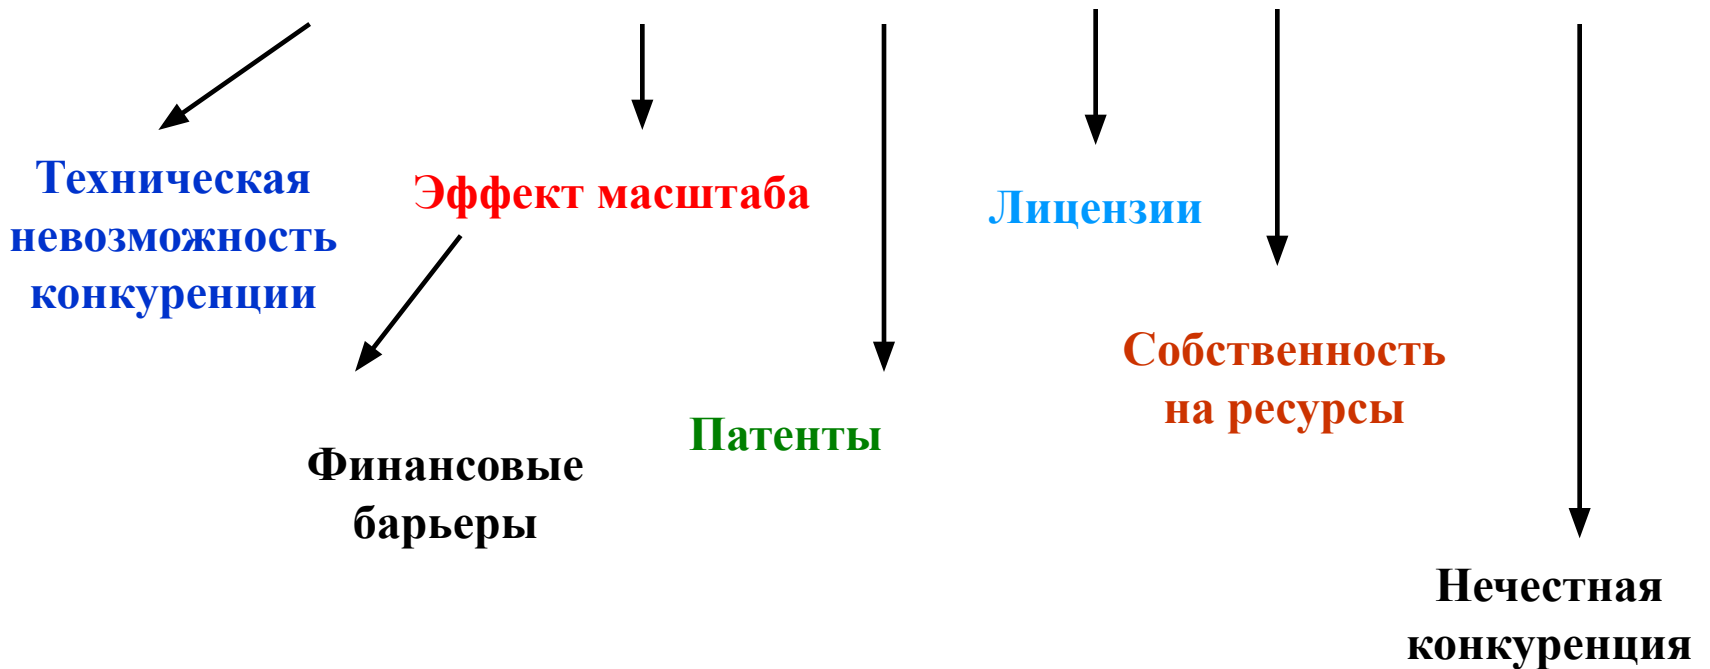 Техническая
невозможность
конкуренции
Эффект масштаба
Лицензии
Собственность
на ресурсы
Патенты
Финансовые
барьеры
Нечестная
конкуренция